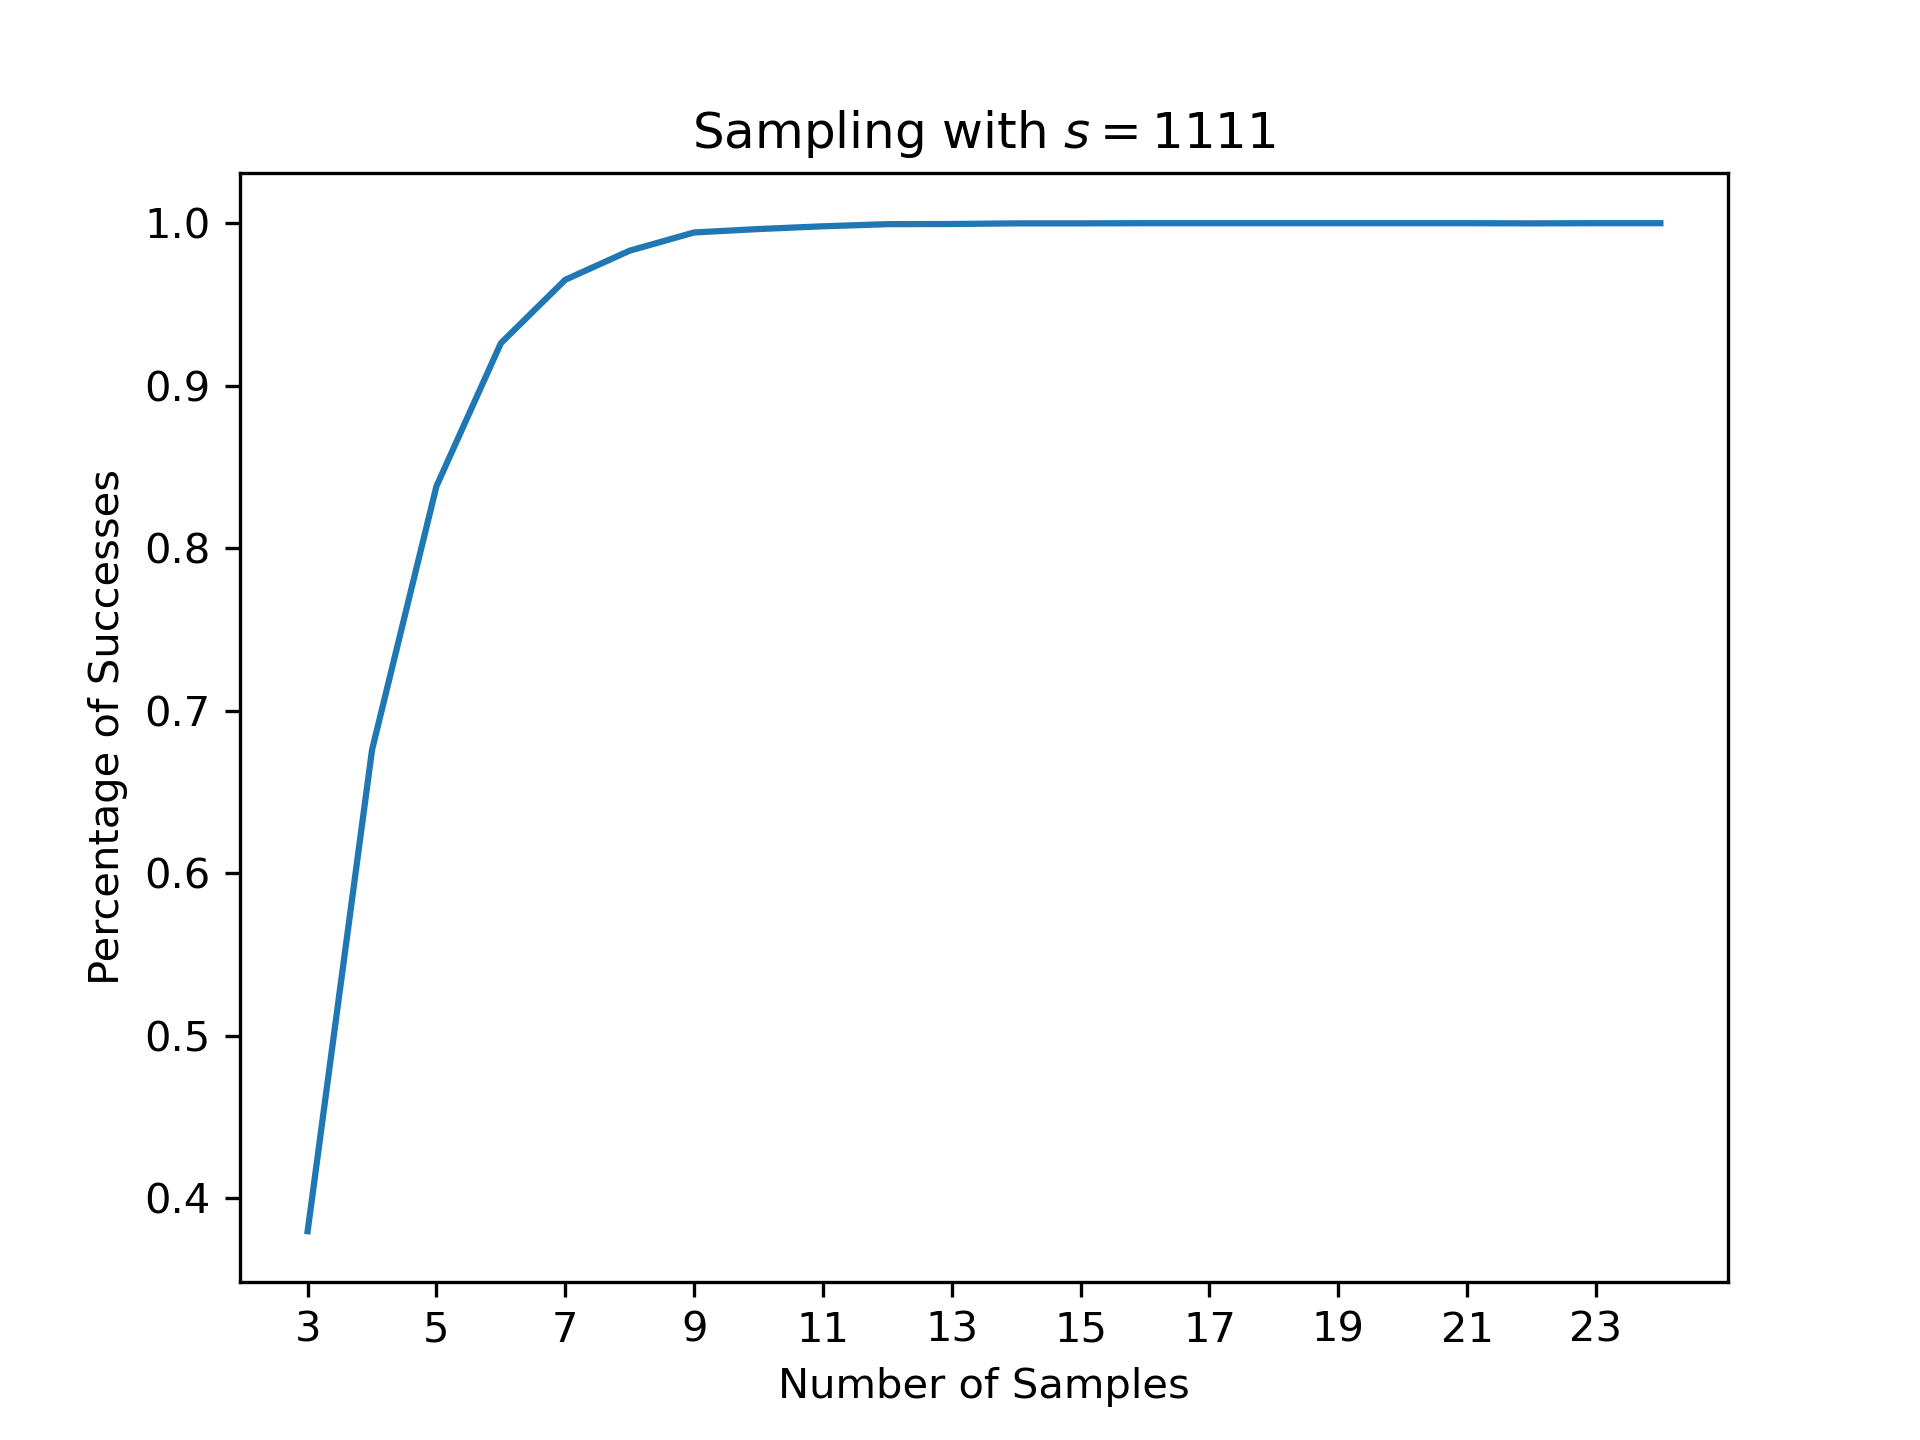 Sampling with s = 1111
Percentage of Successes
1.0
0.9
0.8
0.7
0.6
0.5
0.4
3 5 7 9 11 13 15 17 19 21 23
Number of Samples